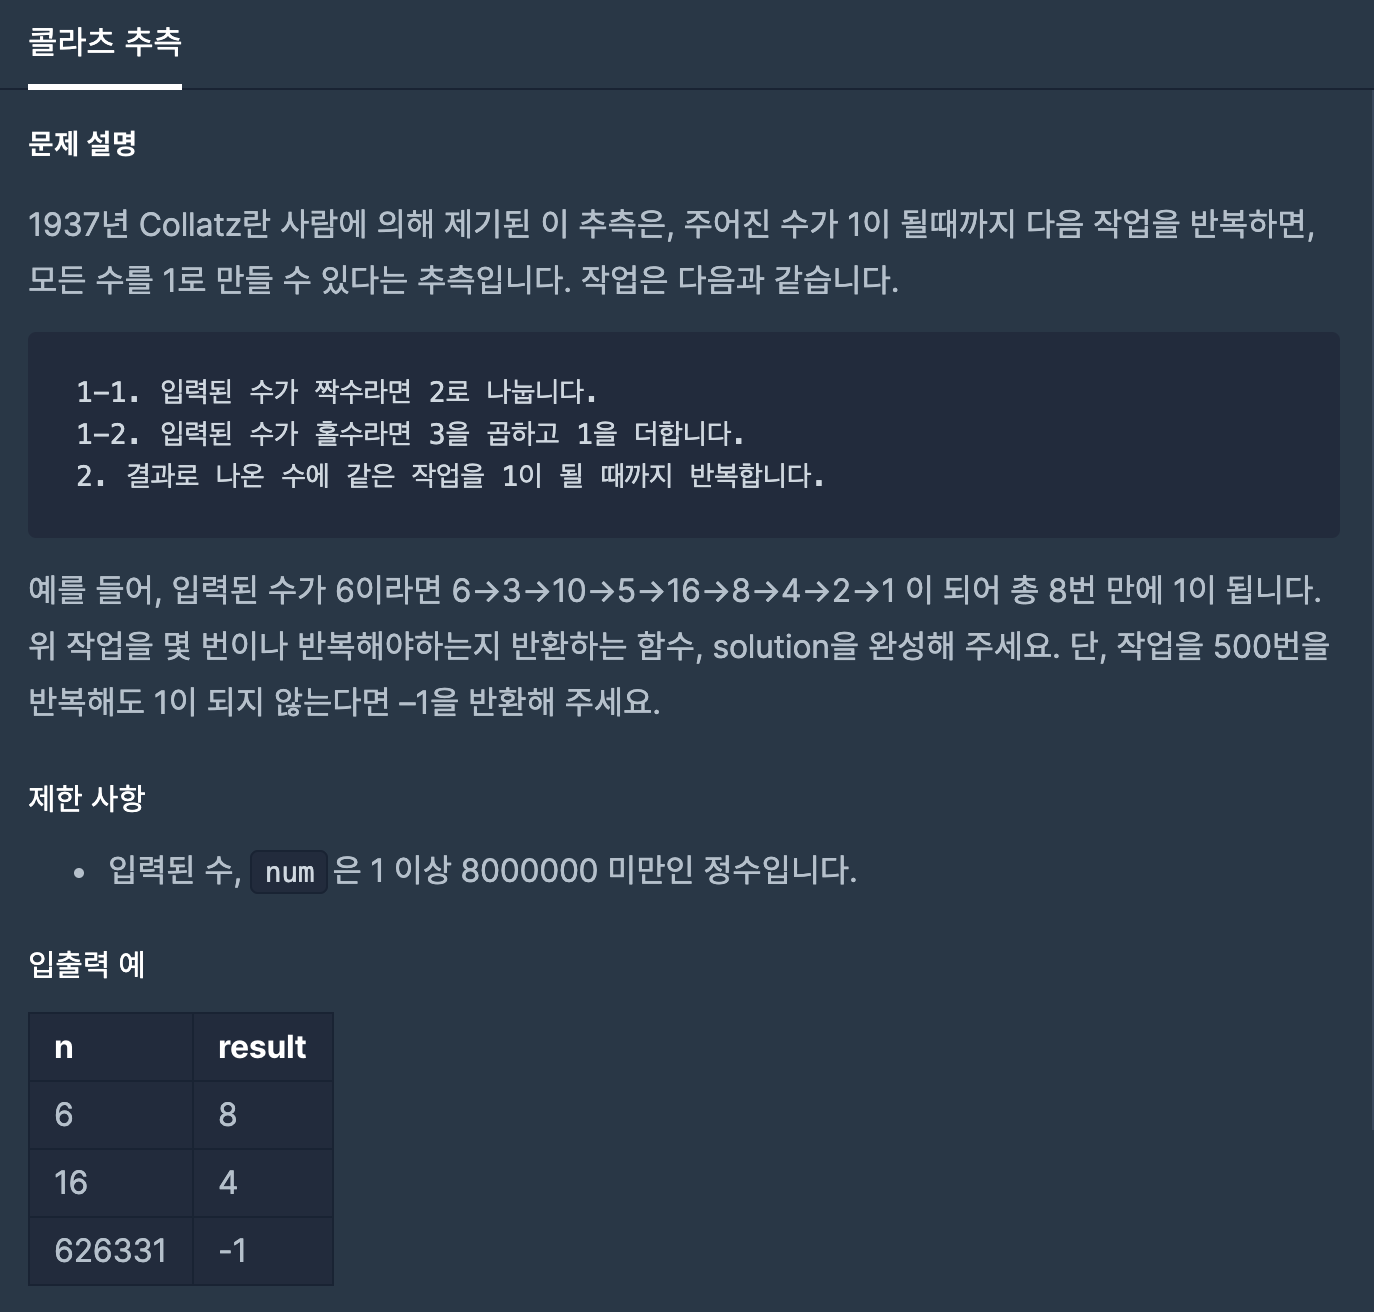 콜라츠 추측
문제 설명
1937년 Collatz란 사람에 의해 제기된 이 추측은, 주어진 수가 1이 될때까지 다음 작업을 반복하면,
모든 수를 1로 만들 수 있다는 추측입니다. 작업은 다음과 같습니다.
1-1. 입력된 수가 짝수라면 2로 나눕니다.
1-2. 입력된 수가 홀수라면 3을 곱하고 1을 더합니다.
2. 결과로 나온 수에 같은 작업을 1이 될 때까지 반복합니다.
예를 들어, 입력된 수가 6이라면 6→3→10→5→16→8→4→2→1 이 되어 총 8번 만에 1이 됩니다.
위 작업을 몇 번이나 반복해야하는지 반환하는 함수, solution을 완성해 주세요. 단, 작업을 500번을
반복해도 1이 되지 않는다면 –1을 반환해 주세요.
제한 사항
• 입력된 수, num 은 1 이상 8000000 미만인 정수입니다.
입출력 예
n result
6 8
16 4
626331 -1